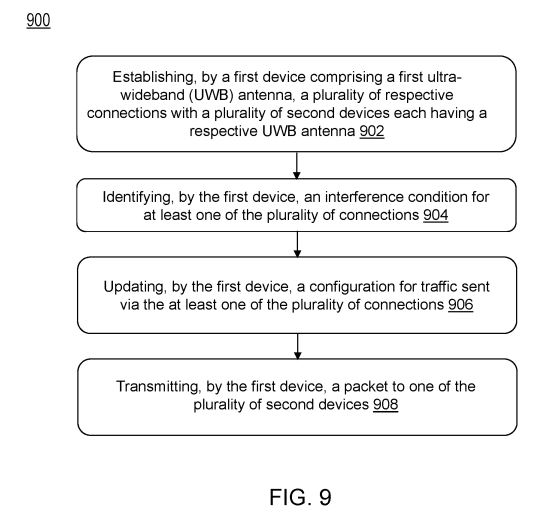 900
Establishing, by a first device comprising a first ultra-
wideband (UWB) antenna, a plurality of respective
connections with a plurality of second devices each having a
respective UWB antenna 902
Identifying, by the first device, an interference condition for
at least one of the plurality of connections 904
Updating, by the first device, a configuration for traffic sent
via the at least one of the plurality of connections 906
Transmitting, by the first device, a packet to one of the
plurality of second devices 908
FIG. 9